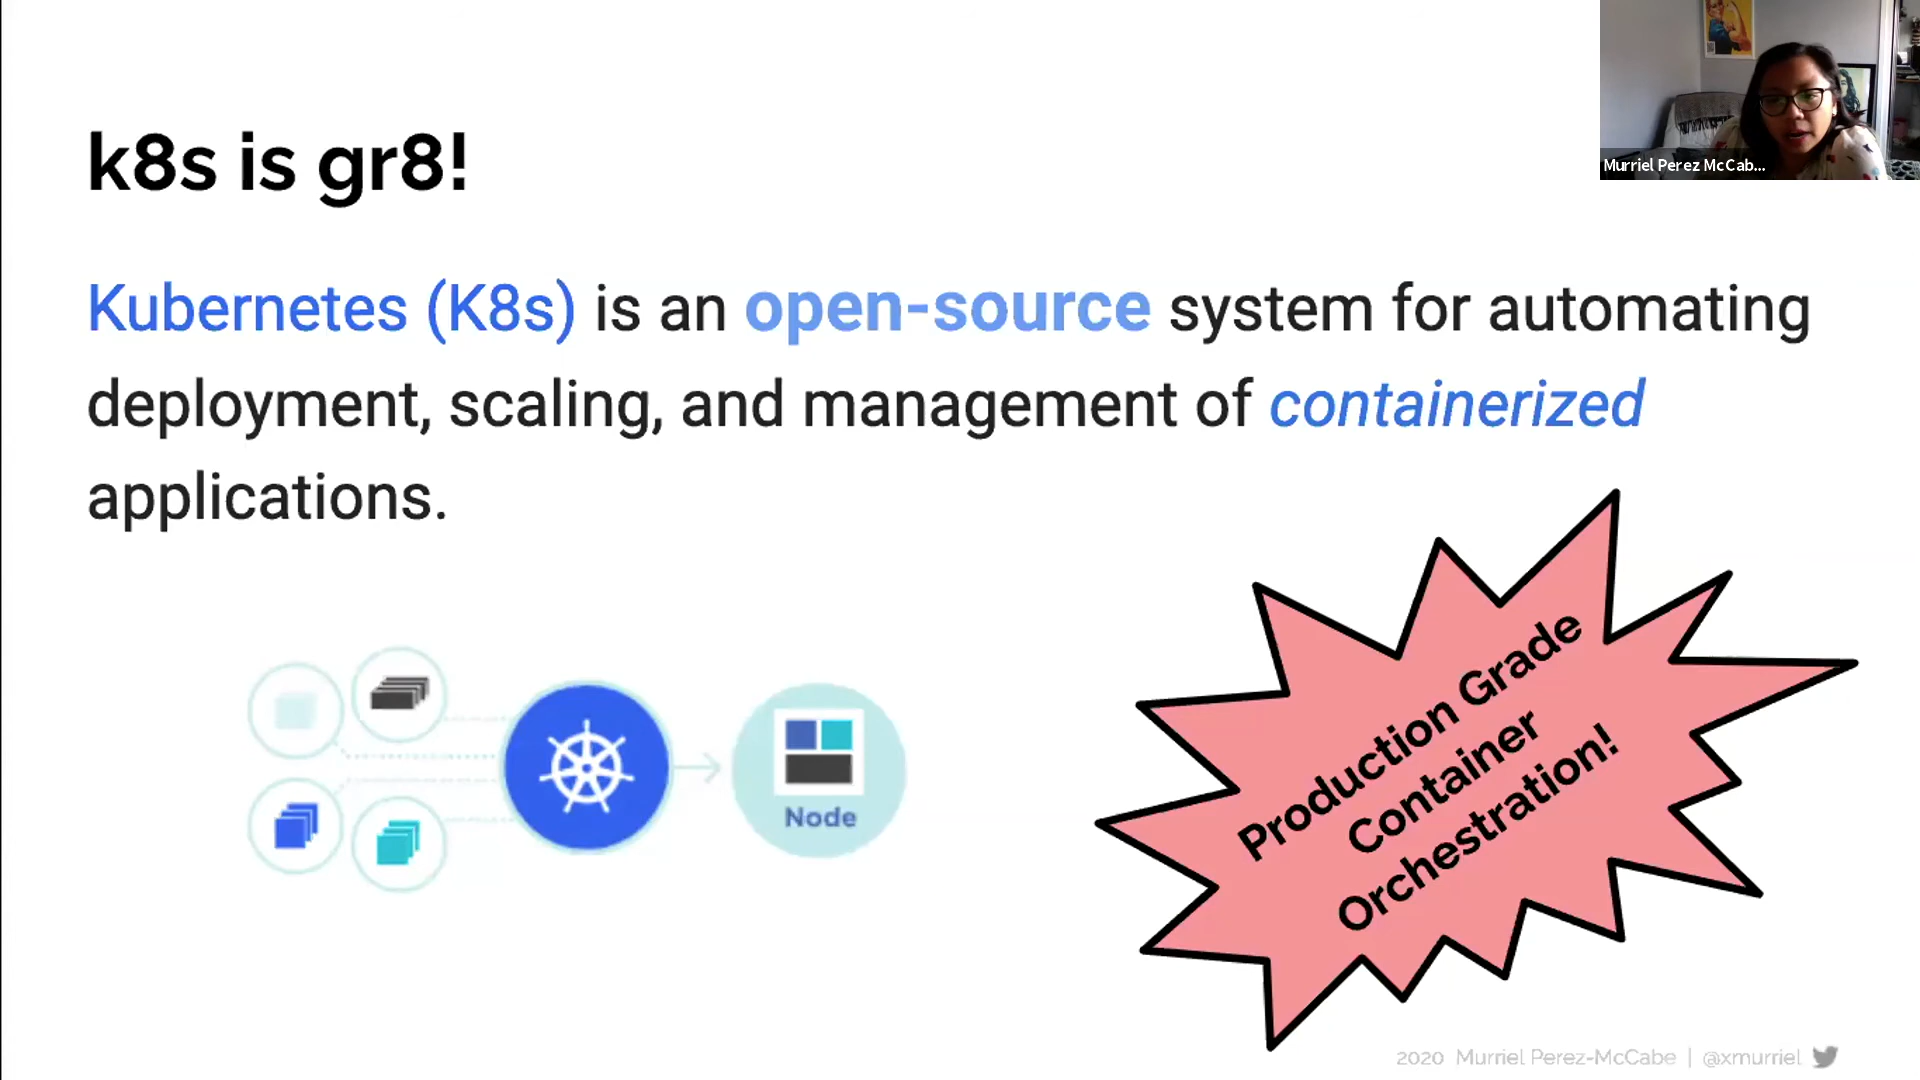 k8s is gr8!
Kubernetes (K8s) is an open-source system for automating
deployment, scaling, and management of containerized
applications.
Murriel Perez McCab...
Node
Production Grade
Container
Orchestration!
2020 Murriel Perez-McCabe | @xmurriel